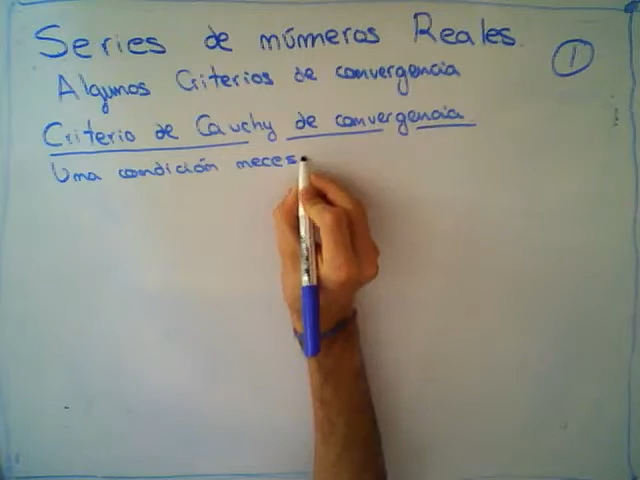 Series de números Reales.
1
Algunos Criterios de convergencia
Criterio de Cauchy de convergencia
Una condición neces